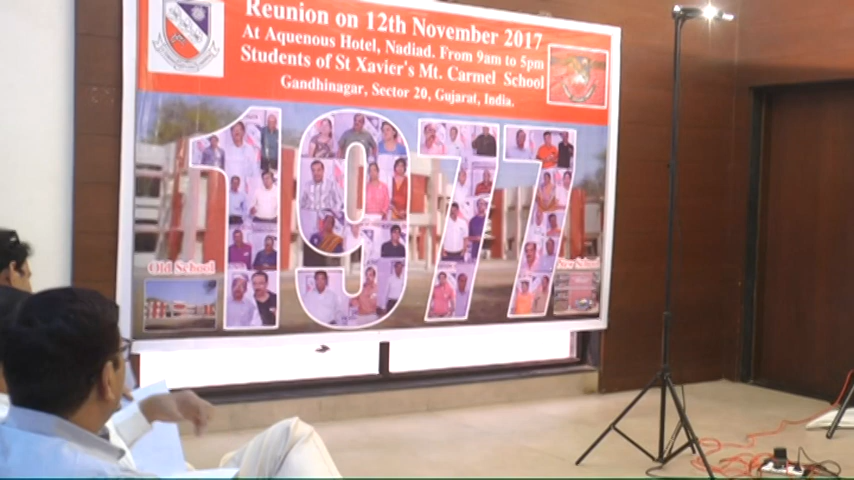 Reunion on 12th November 2017
At Aquenous Hotel, Nadiad. From 9am to 5pm
Students of St Xavier's Mt. Carmel School
Gandhinagar, Sector 20, Gujarat, India.
1977
Old School
New School